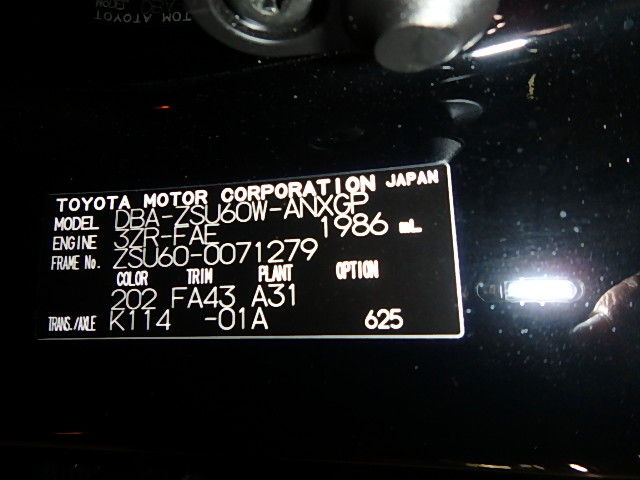 TOYOTA MOTOR CORPORATION JAPAN
MODEL DBA-ZSU60W-ANXGP
ENGINE 3ZR-FAE 1986 mL
FRAME No. ZSU60-0071279
COLOR TRIM PLANT OPTION
202 FA43 A31
TRANS./AXLE K114 -01A 625